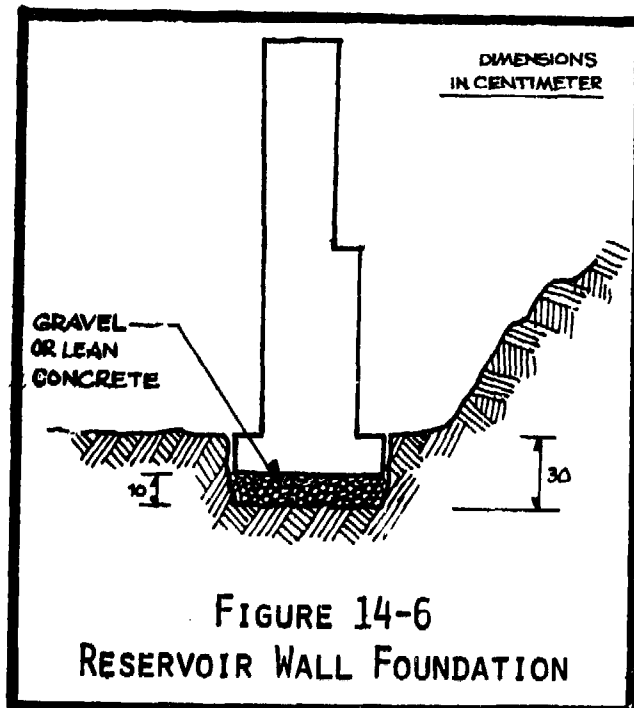 DIMENSIONS
IN CENTIMETER
GRAVEL
OR LEAN
CONCRETE
10
30
FIGURE 14-6
RESERVOIR WALL FOUNDATION